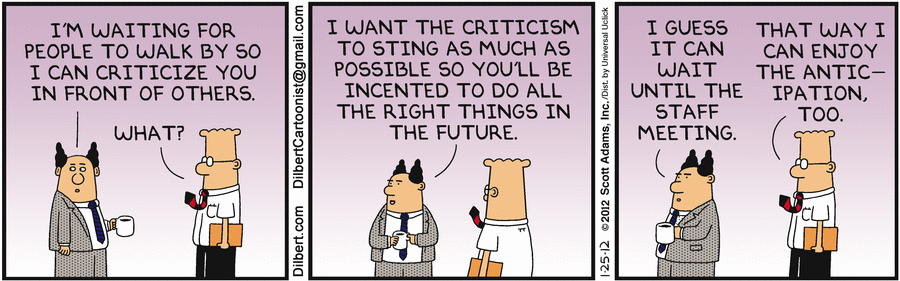 I'M WAITING FOR
PEOPLE TO WALK BY SO
I CAN CRITICIZE YOU
IN FRONT OF OTHERS.
WHAT?
Dilbert.com DilbertCartoonist@gmail.com
I WANT THE CRITICISM
TO STING AS MUCH AS
POSSIBLE SO YOU'LL BE
INCENTED TO DO ALL
THE RIGHT THINGS IN
THE FUTURE.
1-25-12 © 2012 Scott Adams, Inc. /Dist. by Universal Uclick
I GUESS
IT CAN
WAIT
UNTIL THE
STAFF
MEETING.
THAT WAY I
CAN ENJOY
THE ANTIC-
IPATION,
TOO.